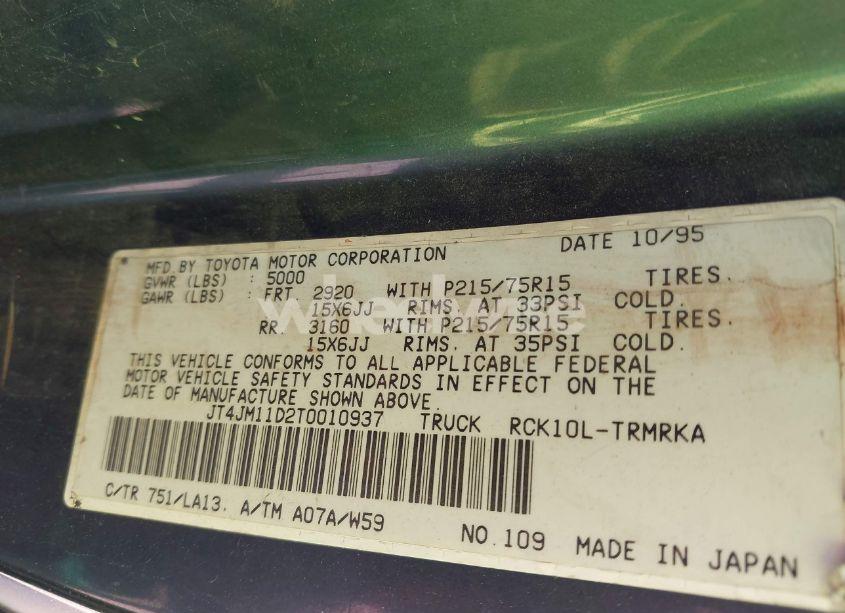 MFD.BY TOYOTA MOTOR CORPORATION DATE 10/95
GVWR (LBS) : 5000
GAWR (LBS) : FRT. 2920 WITH P215/75R15 TIRES.
15X6JJ RIMS. AT 33PSI COLD.
RR. 3160 WITH P215/75R15 TIRES.
15X6JJ RIMS. AT 35PSI COLD.
THIS VEHICLE CONFORMS TO ALL APPLICABLE FEDERAL
MOTOR VEHICLE SAFETY STANDARDS IN EFFECT ON THE
DATE OF MANUFACTURE SHOWN ABOVE.
JT4JM11D2T0010937 TRUCK RCK10L-TRMRKA
C/TR 751/LA13. A/TM A07A/W59
NO.109 MADE IN JAPAN